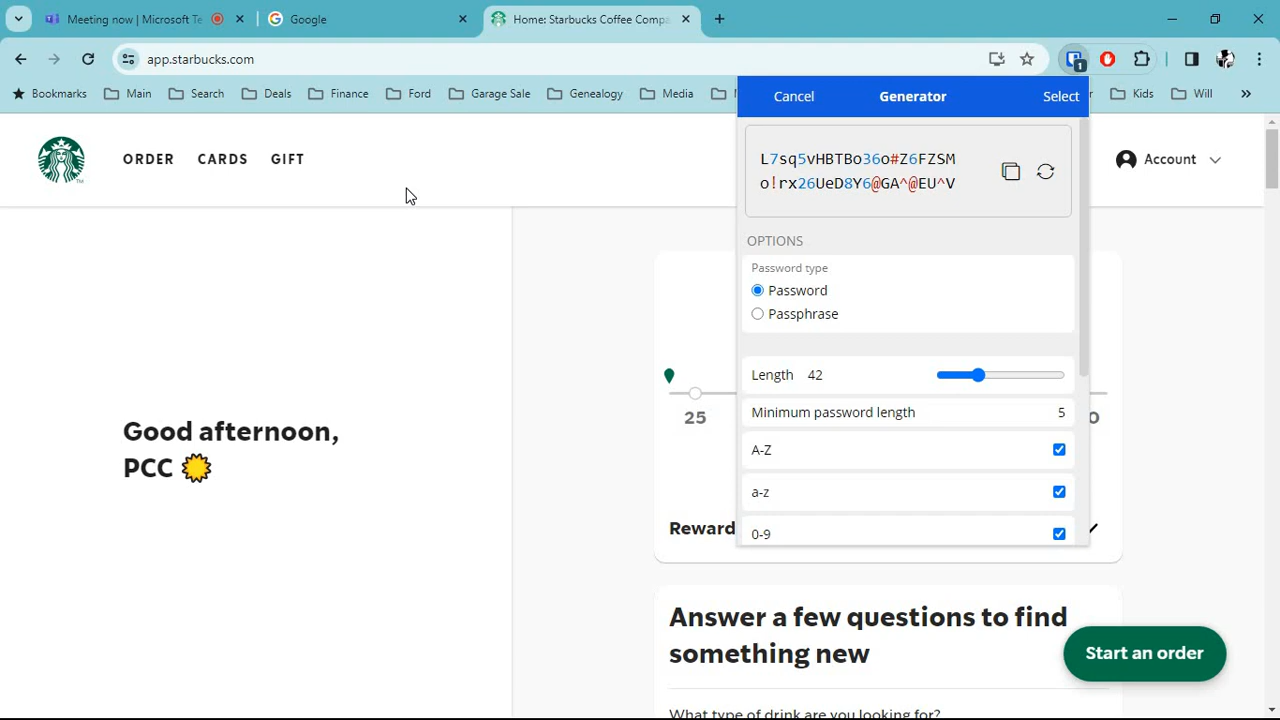 Meeting now | Microsoft Te
Google
Home: Starbucks Coffee Compa
app.starbucks.com
1
Bookmarks
Main
Search
Deals
Finance
Ford
Garage Sale
Genealogy
Media
Kids
Will
»
ORDER
CARDS
GIFT
Account
Cancel
Generator
Select
L7sq5vHBTBo36o#Z6FZSM
o!rx26UeD8Y6@GA^@EU^V
OPTIONS
Password type
Password
Passphrase
Length 42
Minimum password length 5
A-Z
a-z
0-9
25
0
Good afternoon,
PCC
Reward
Answer a few questions to find
something new
What type of drink are you looking for?
Start an order